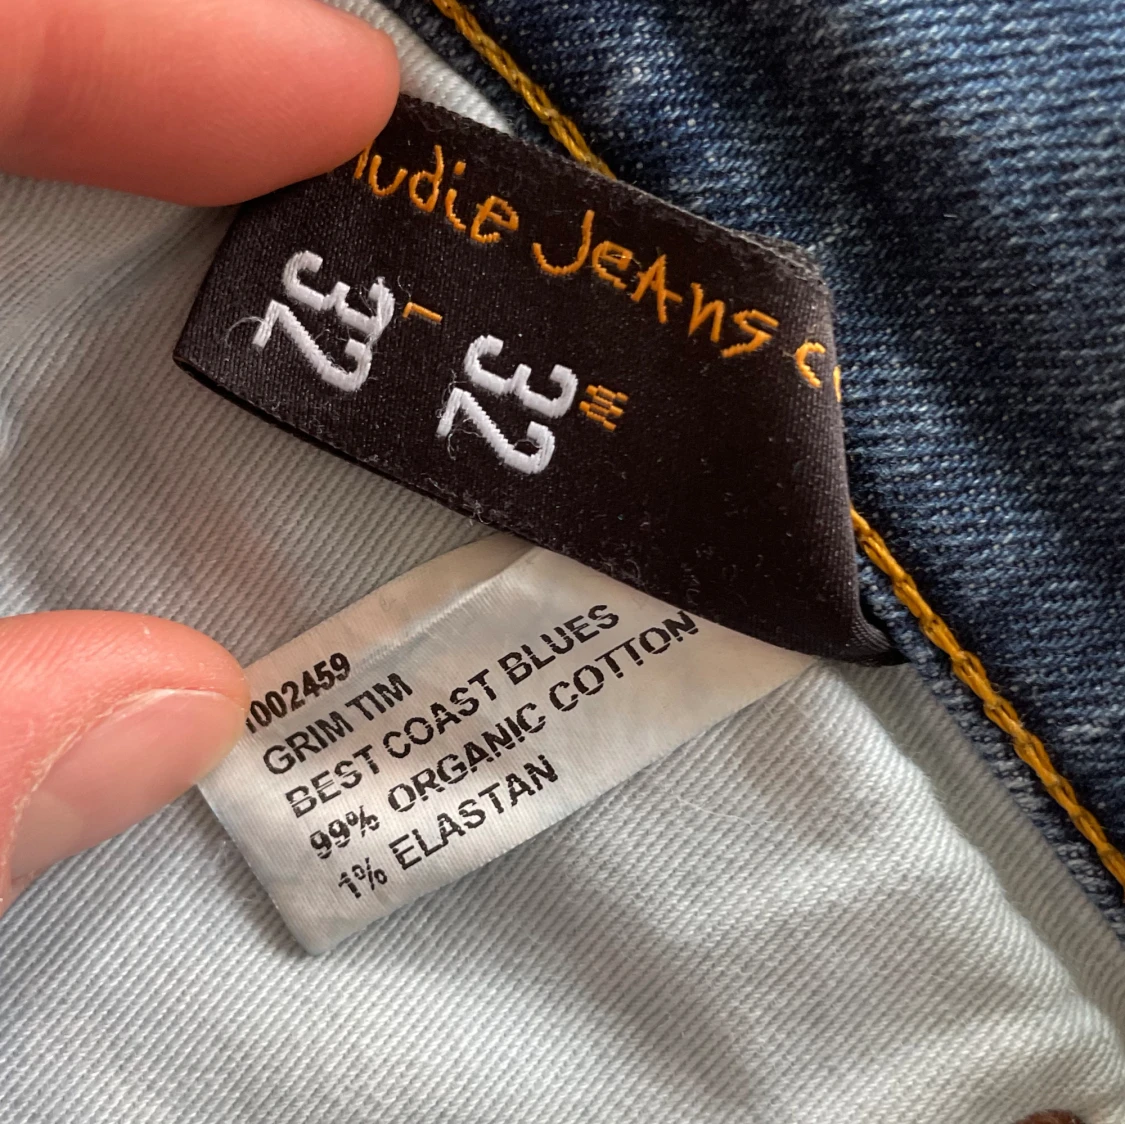 udie Jeans c
32 L
32 W
1002459
GRIM TIM
BEST COAST BLUES
99% ORGANIC COTTON
1% ELASTAN